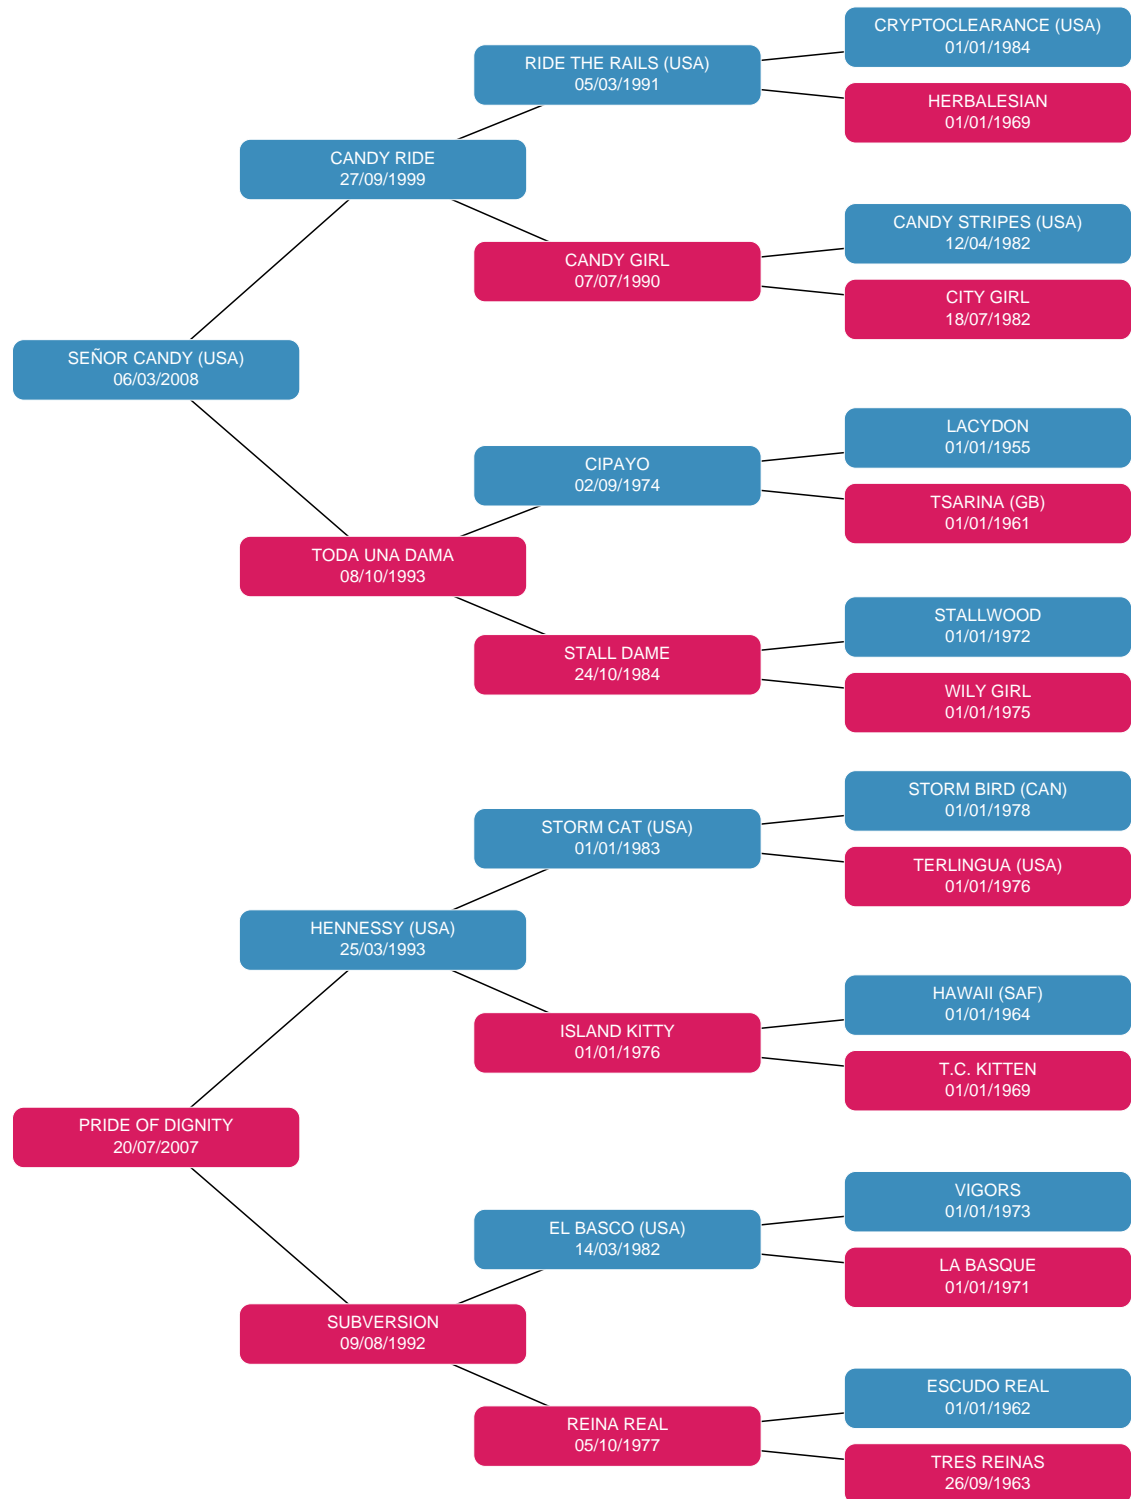 CRYPTOCLEARANCE (USA)
01/01/1984
RIDE THE RAILS (USA)
05/03/1991
HERBALESIAN
01/01/1969
CANDY RIDE
27/09/1999
CANDY STRIPES (USA)
12/04/1982
CANDY GIRL
07/07/1990
CITY GIRL
18/07/1982
SEÑOR CANDY (USA)
06/03/2008
LACYDON
01/01/1955
CIPAYO
02/09/1974
TSARINA (GB)
01/01/1961
TODA UNA DAMA
08/10/1993
STALLWOOD
01/01/1972
STALL DAME
24/10/1984
WILY GIRL
01/01/1975
STORM BIRD (CAN)
01/01/1978
STORM CAT (USA)
01/01/1983
TERLINGUA (USA)
01/01/1976
HENNESSY (USA)
25/03/1993
HAWAII (SAF)
01/01/1964
ISLAND KITTY
01/01/1976
T.C. KITTEN
01/01/1969
PRIDE OF DIGNITY
20/07/2007
VIGORS
01/01/1973
EL BASCO (USA)
14/03/1982
LA BASQUE
01/01/1971
SUBVERSION
09/08/1992
ESCUDO REAL
01/01/1962
REINA REAL
05/10/1977
TRES REINAS
26/09/1963